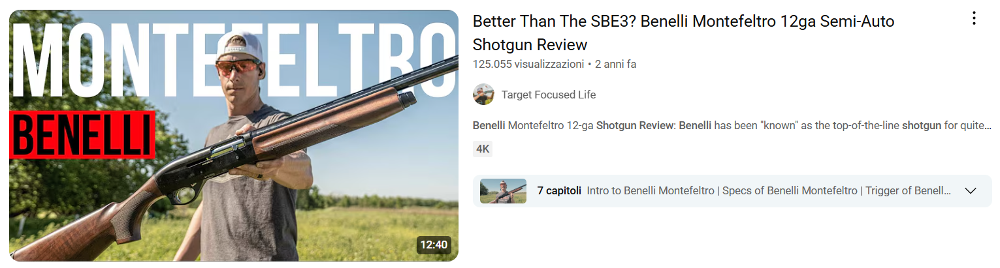 MONTEFELTRO
BENELLI
12:40
Better Than The SBE3? Benelli Montefeltro 12ga Semi-Auto
Shotgun Review
125.055 visualizzazioni • 2 anni fa
Target Focused Life
Benelli Montefeltro 12-ga Shotgun Review: Benelli has been "known" as the top-of-the-line shotgun for quite...
4K
7 capitoli Intro to Benelli Montefeltro | Specs of Benelli Montefeltro | Trigger of Benell...